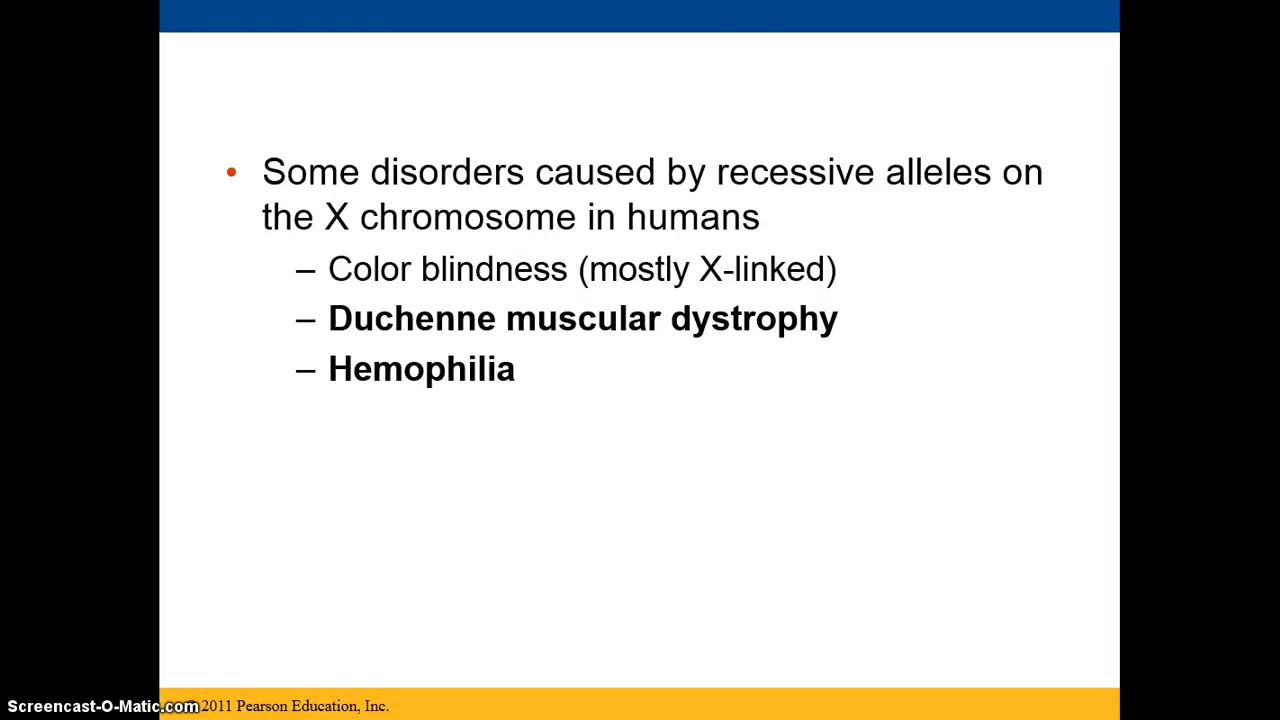 • Some disorders caused by recessive alleles on
the X chromosome in humans
– Color blindness (mostly X-linked)
– Duchenne muscular dystrophy
– Hemophilia
Screencast-O-Matic.com
© 2011 Pearson Education, Inc.